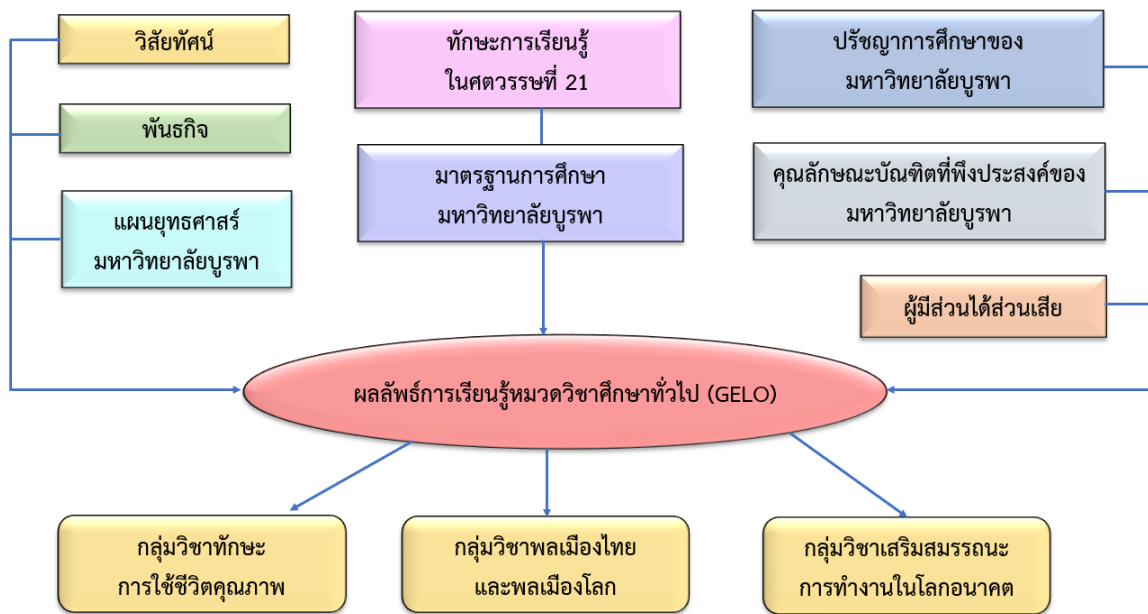 วิสัยทัศน์
พันธกิจ
แผนยุทธศาสร์
มหาวิทยาลัยบูรพา
ทักษะการเรียนรู้
ในศตวรรษที่ 21
มาตรฐานการศึกษา
มหาวิทยาลัยบูรพา
ปรัชญาการศึกษาของ
มหาวิทยาลัยบูรพา
คุณลักษณะบัณฑิตที่พึงประสงค์ของ
มหาวิทยาลัยบูรพา
ผู้มีส่วนได้ส่วนเสีย
ผลลัพธ์การเรียนรู้หมวดวิชาศึกษาทั่วไป (GELO)
กลุ่มวิชาทักษะ
การใช้ชีวิตคุณภาพ
กลุ่มวิชาพลเมืองไทย
และพลเมืองโลก
กลุ่มวิชาเสริมสมรรถนะ
การทำงานในโลกอนาคต